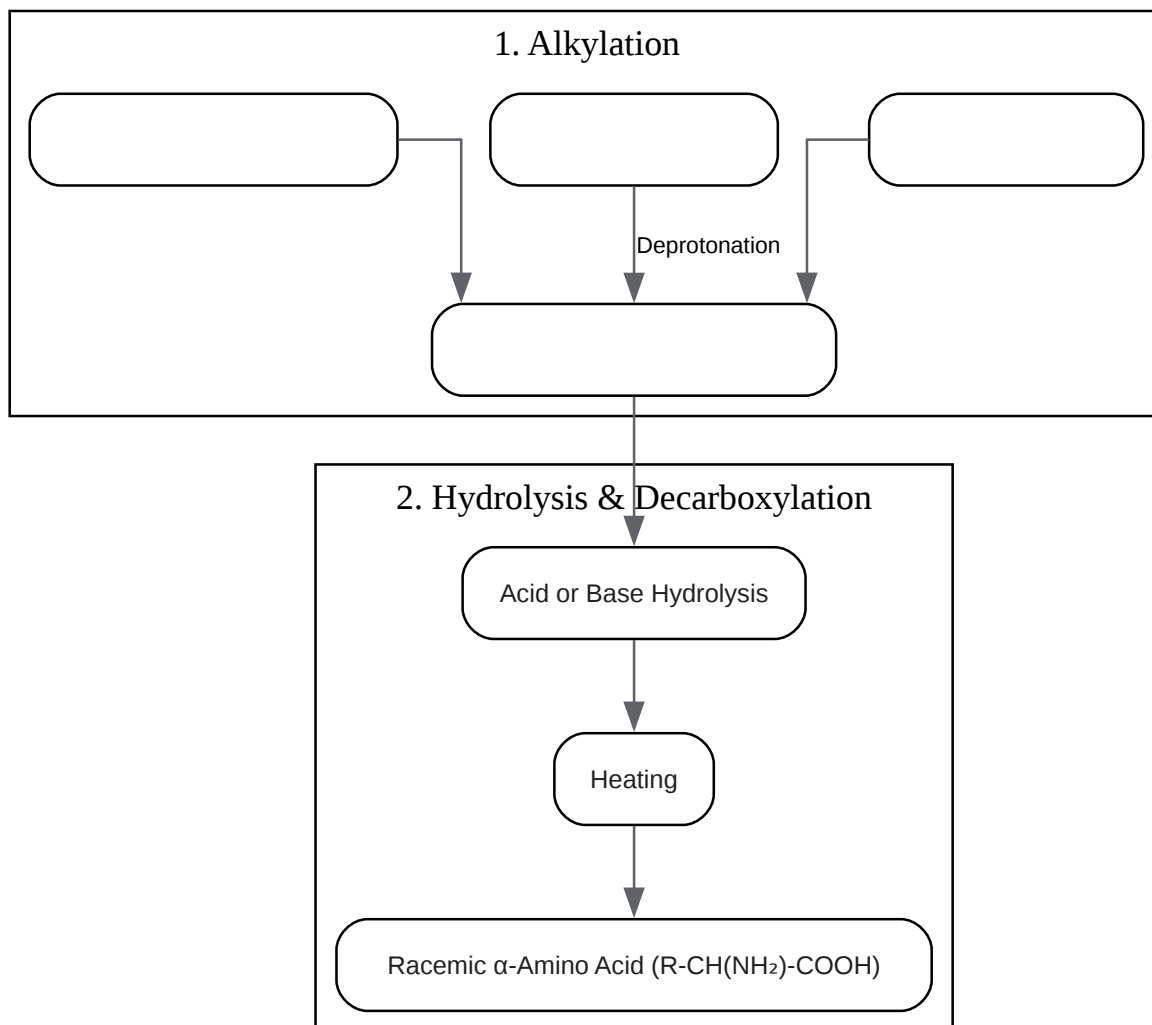 1. Alkylation
Deprotonation
2. Hydrolysis & Decarboxylation
Acid or Base Hydrolysis
Heating
Racemic α-Amino Acid (R-CH(NH₂)-COOH)